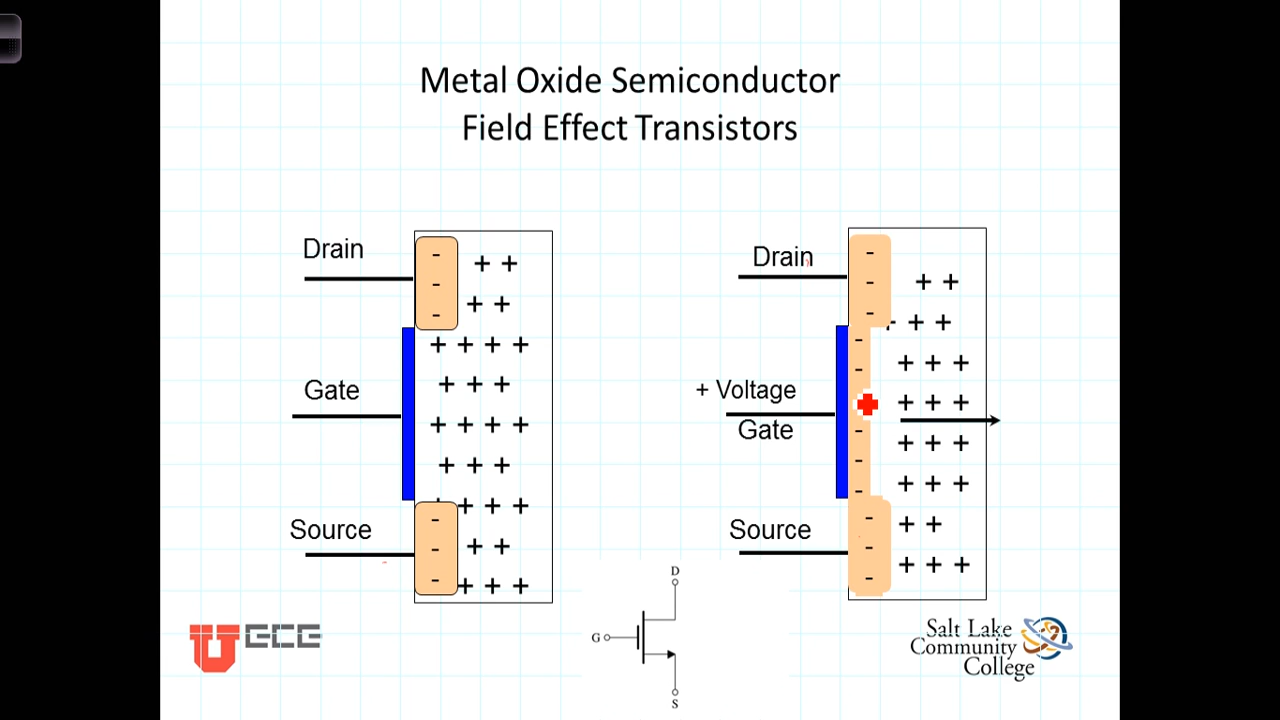 Metal Oxide Semiconductor
Field Effect Transistors
Drain
Gate
Source
Drain
+ Voltage
Gate
Source
D
G
S
U ECE
Salt Lake
Community
College